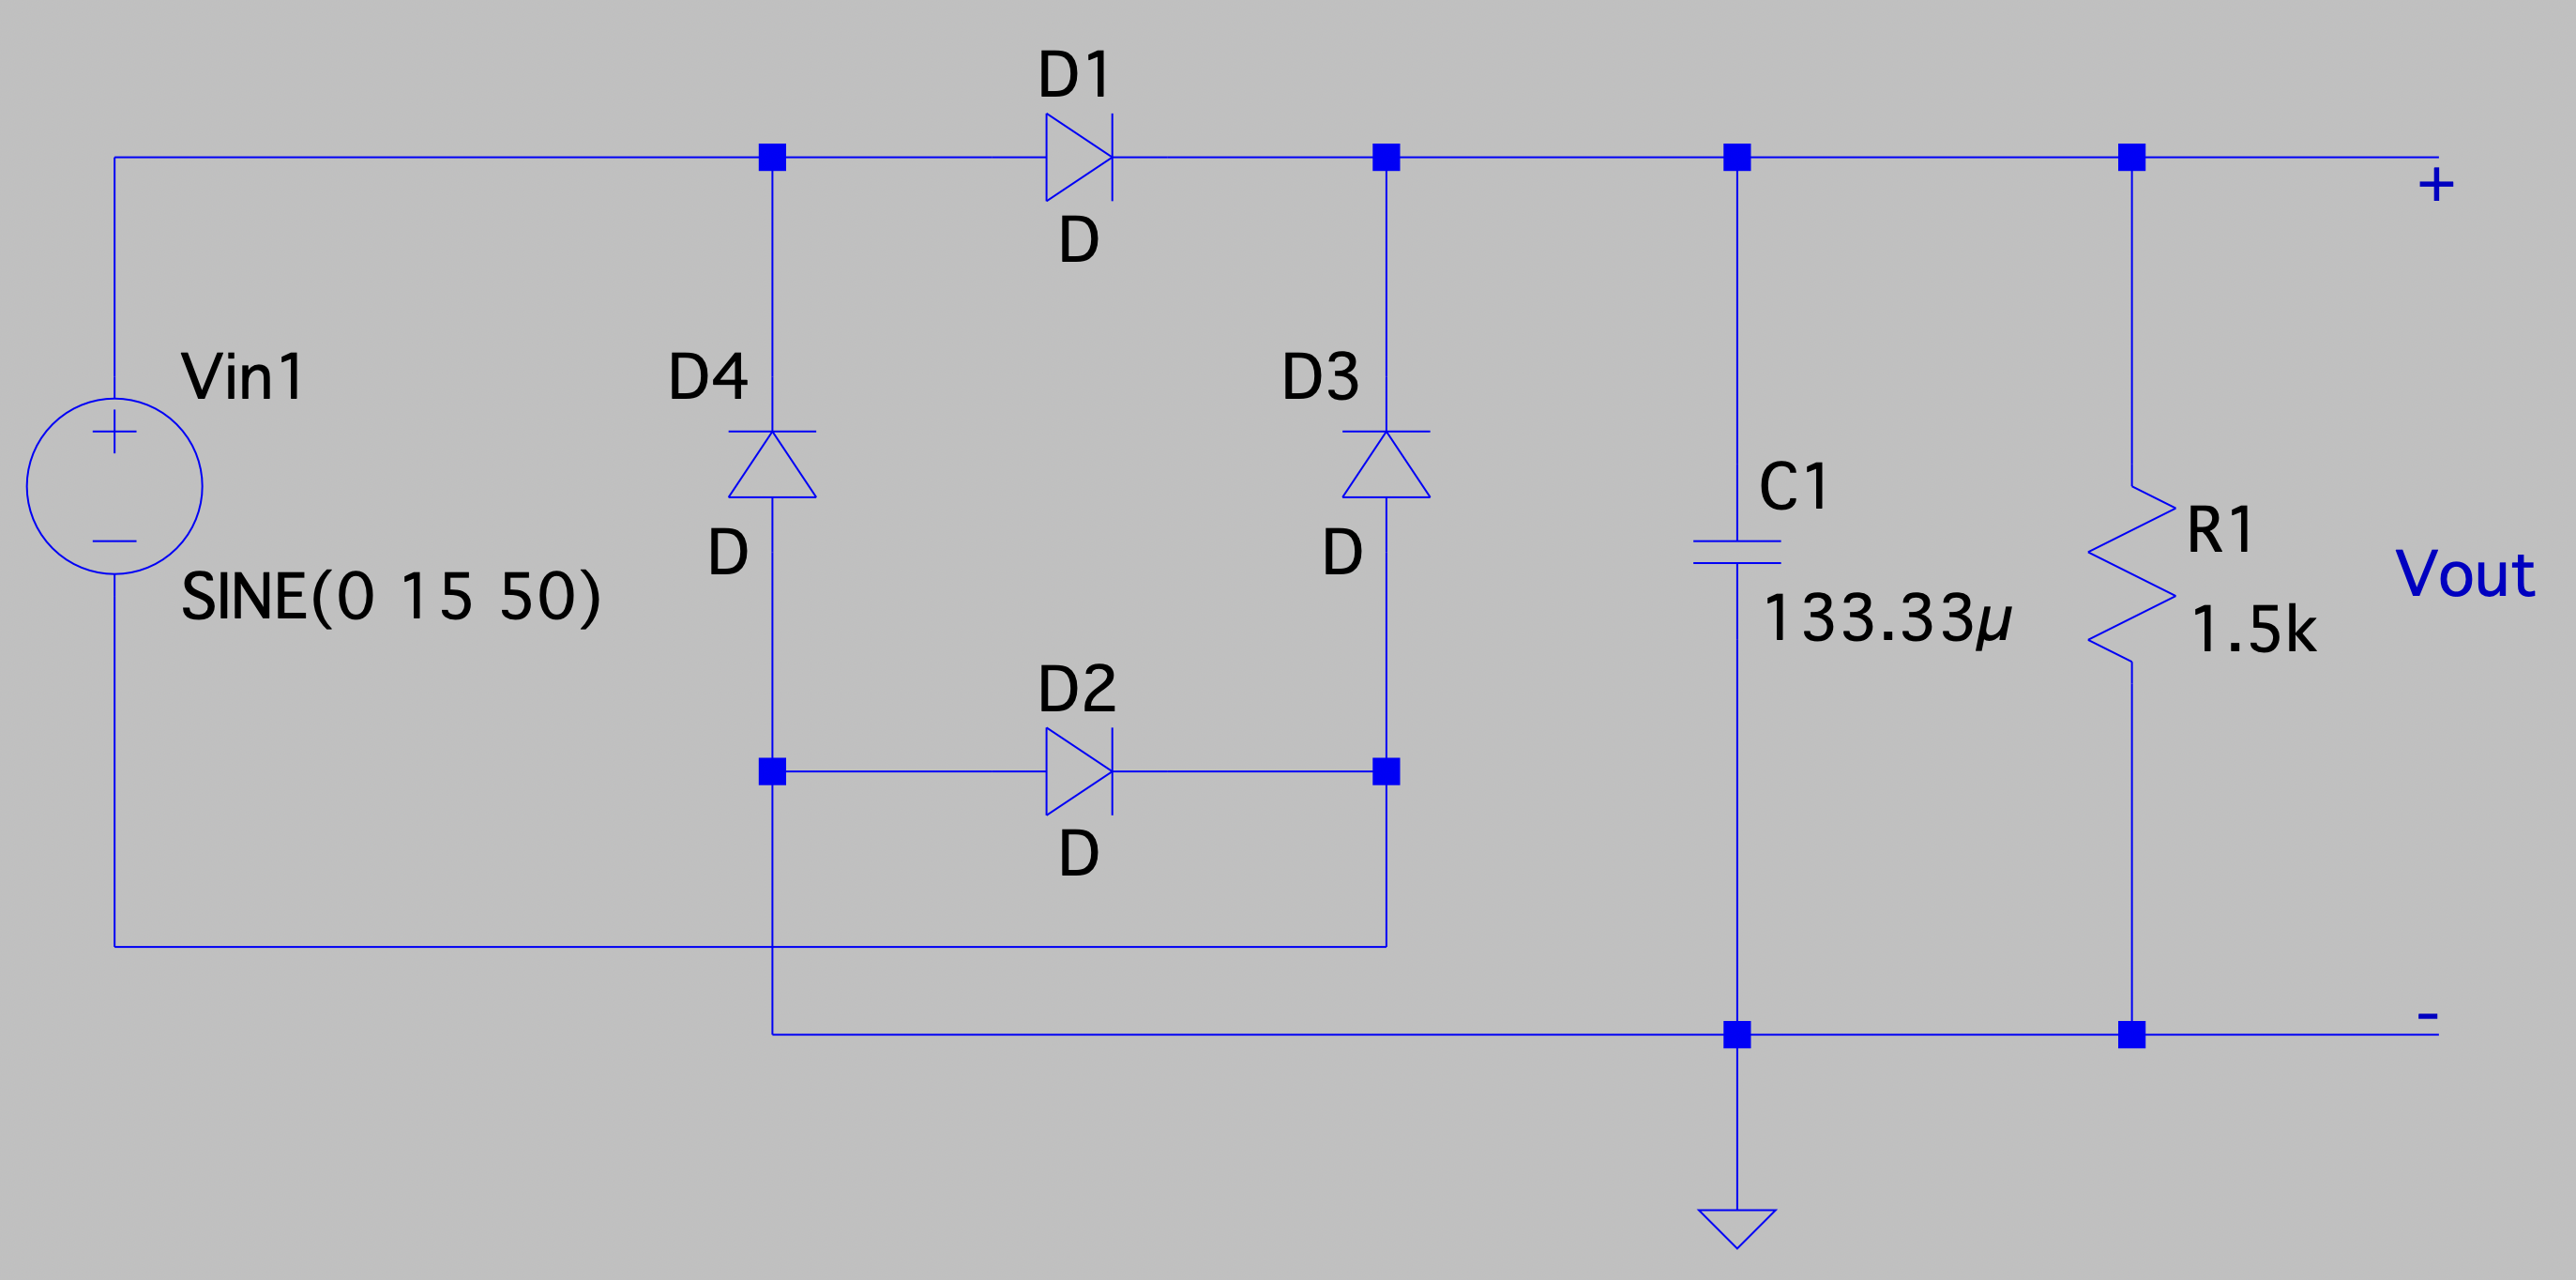 D1
D
+
Vin1
D4
D3
C1
R1
D
D
Vout
SINE(0 15 50)
133.33µ
1.5k
D2
D
-